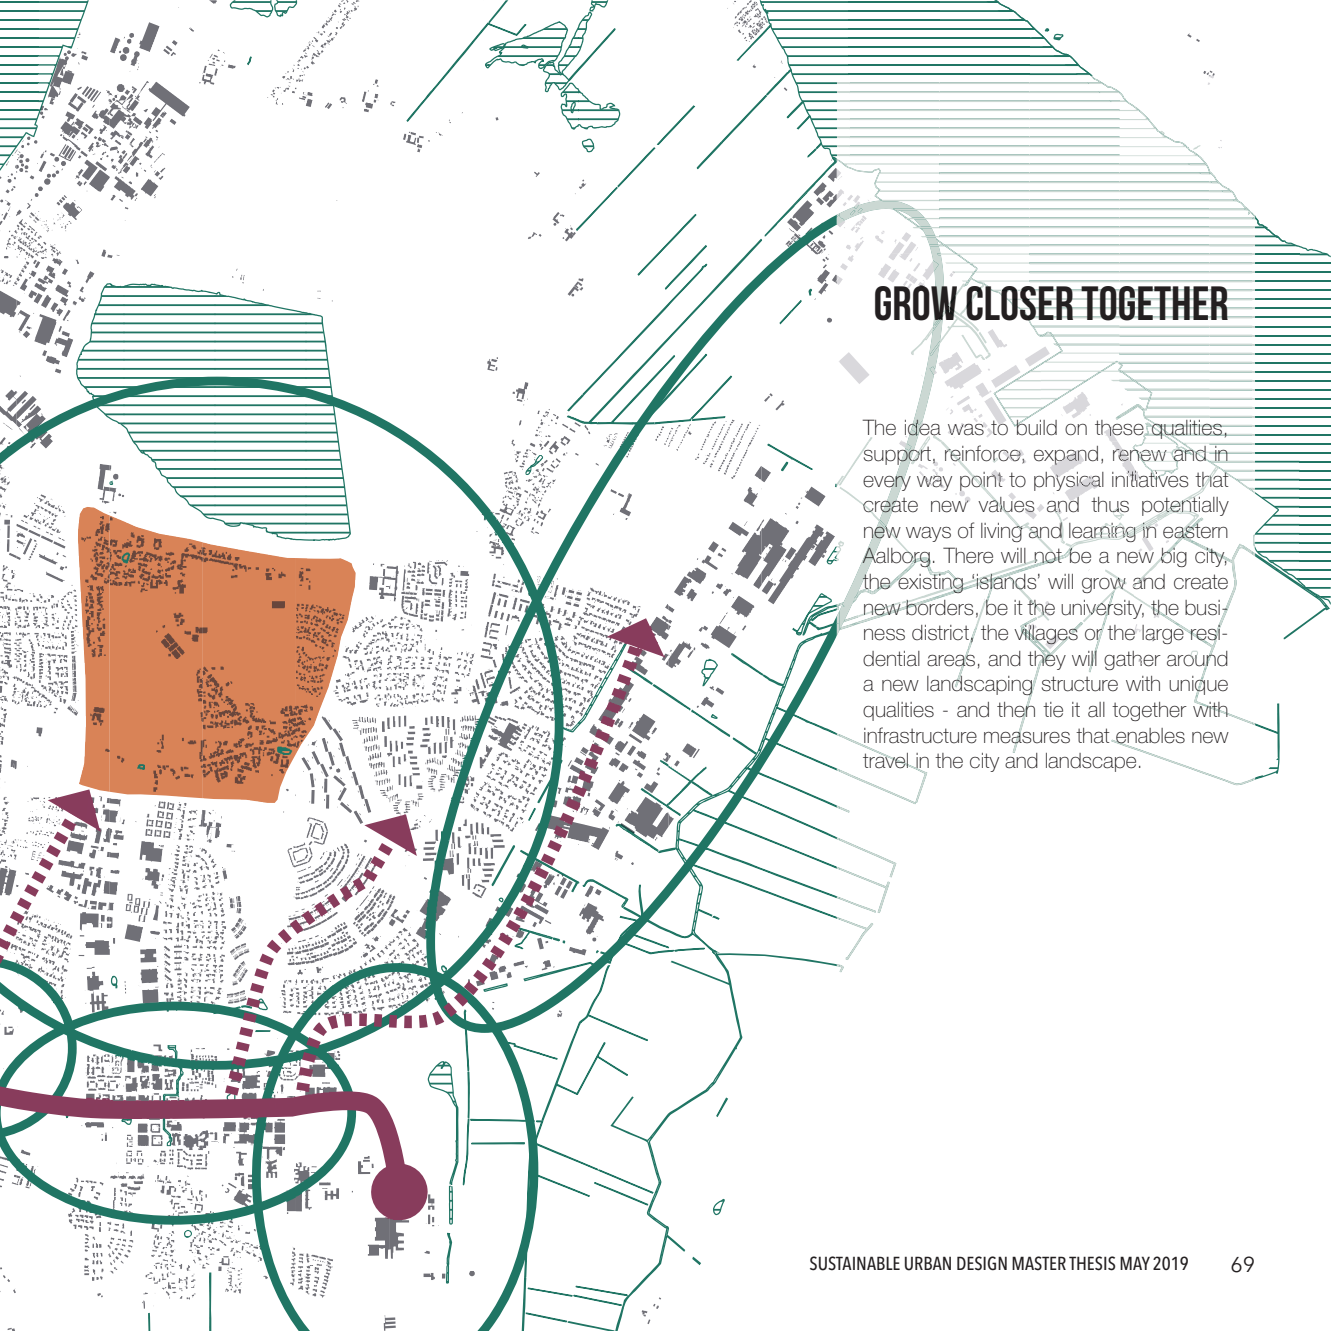 GROW CLOSER TOGETHER
The idea was to build on these qualities,
support, reinforce, expand, renew and in
every way point to physical initiatives that
create new values and thus potentially
new ways of living and learning in eastern
Aalborg. There will not be a new big city,
the existing ‘islands’ will grow and create
new borders, be it the university, the busi-
ness district, the villages or the large resi-
dential areas, and they will gather around
a new landscaping structure with unique
qualities - and then tie it all together with
infrastructure measures that enables new
travel in the city and landscape.
SUSTAINABLE URBAN DESIGN MASTER THESIS MAY 2019 69